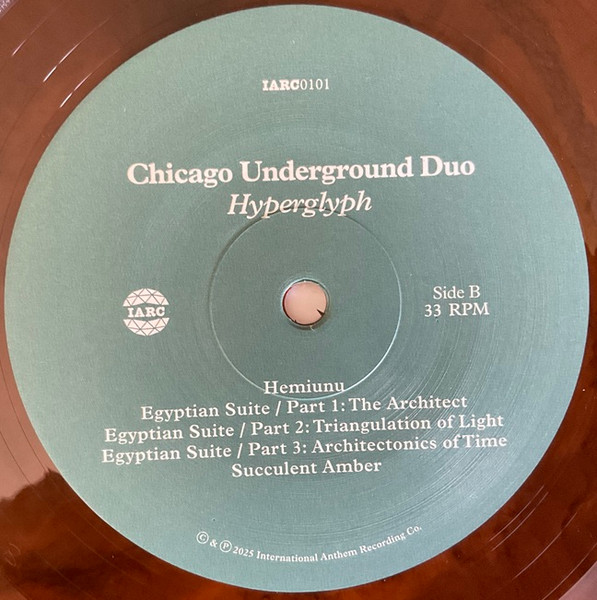 IARC0101
Chicago Underground Duo
Hyperglyph
IARC
Side B
33 RPM
Hemiunu
Egyptian Suite / Part 1: The Architect
Egyptian Suite / Part 2: Triangulation of Light
Egyptian Suite / Part 3: Architectonics of Time
Succulent Amber
© & ℗ 2025 International Anthem Recording Co.